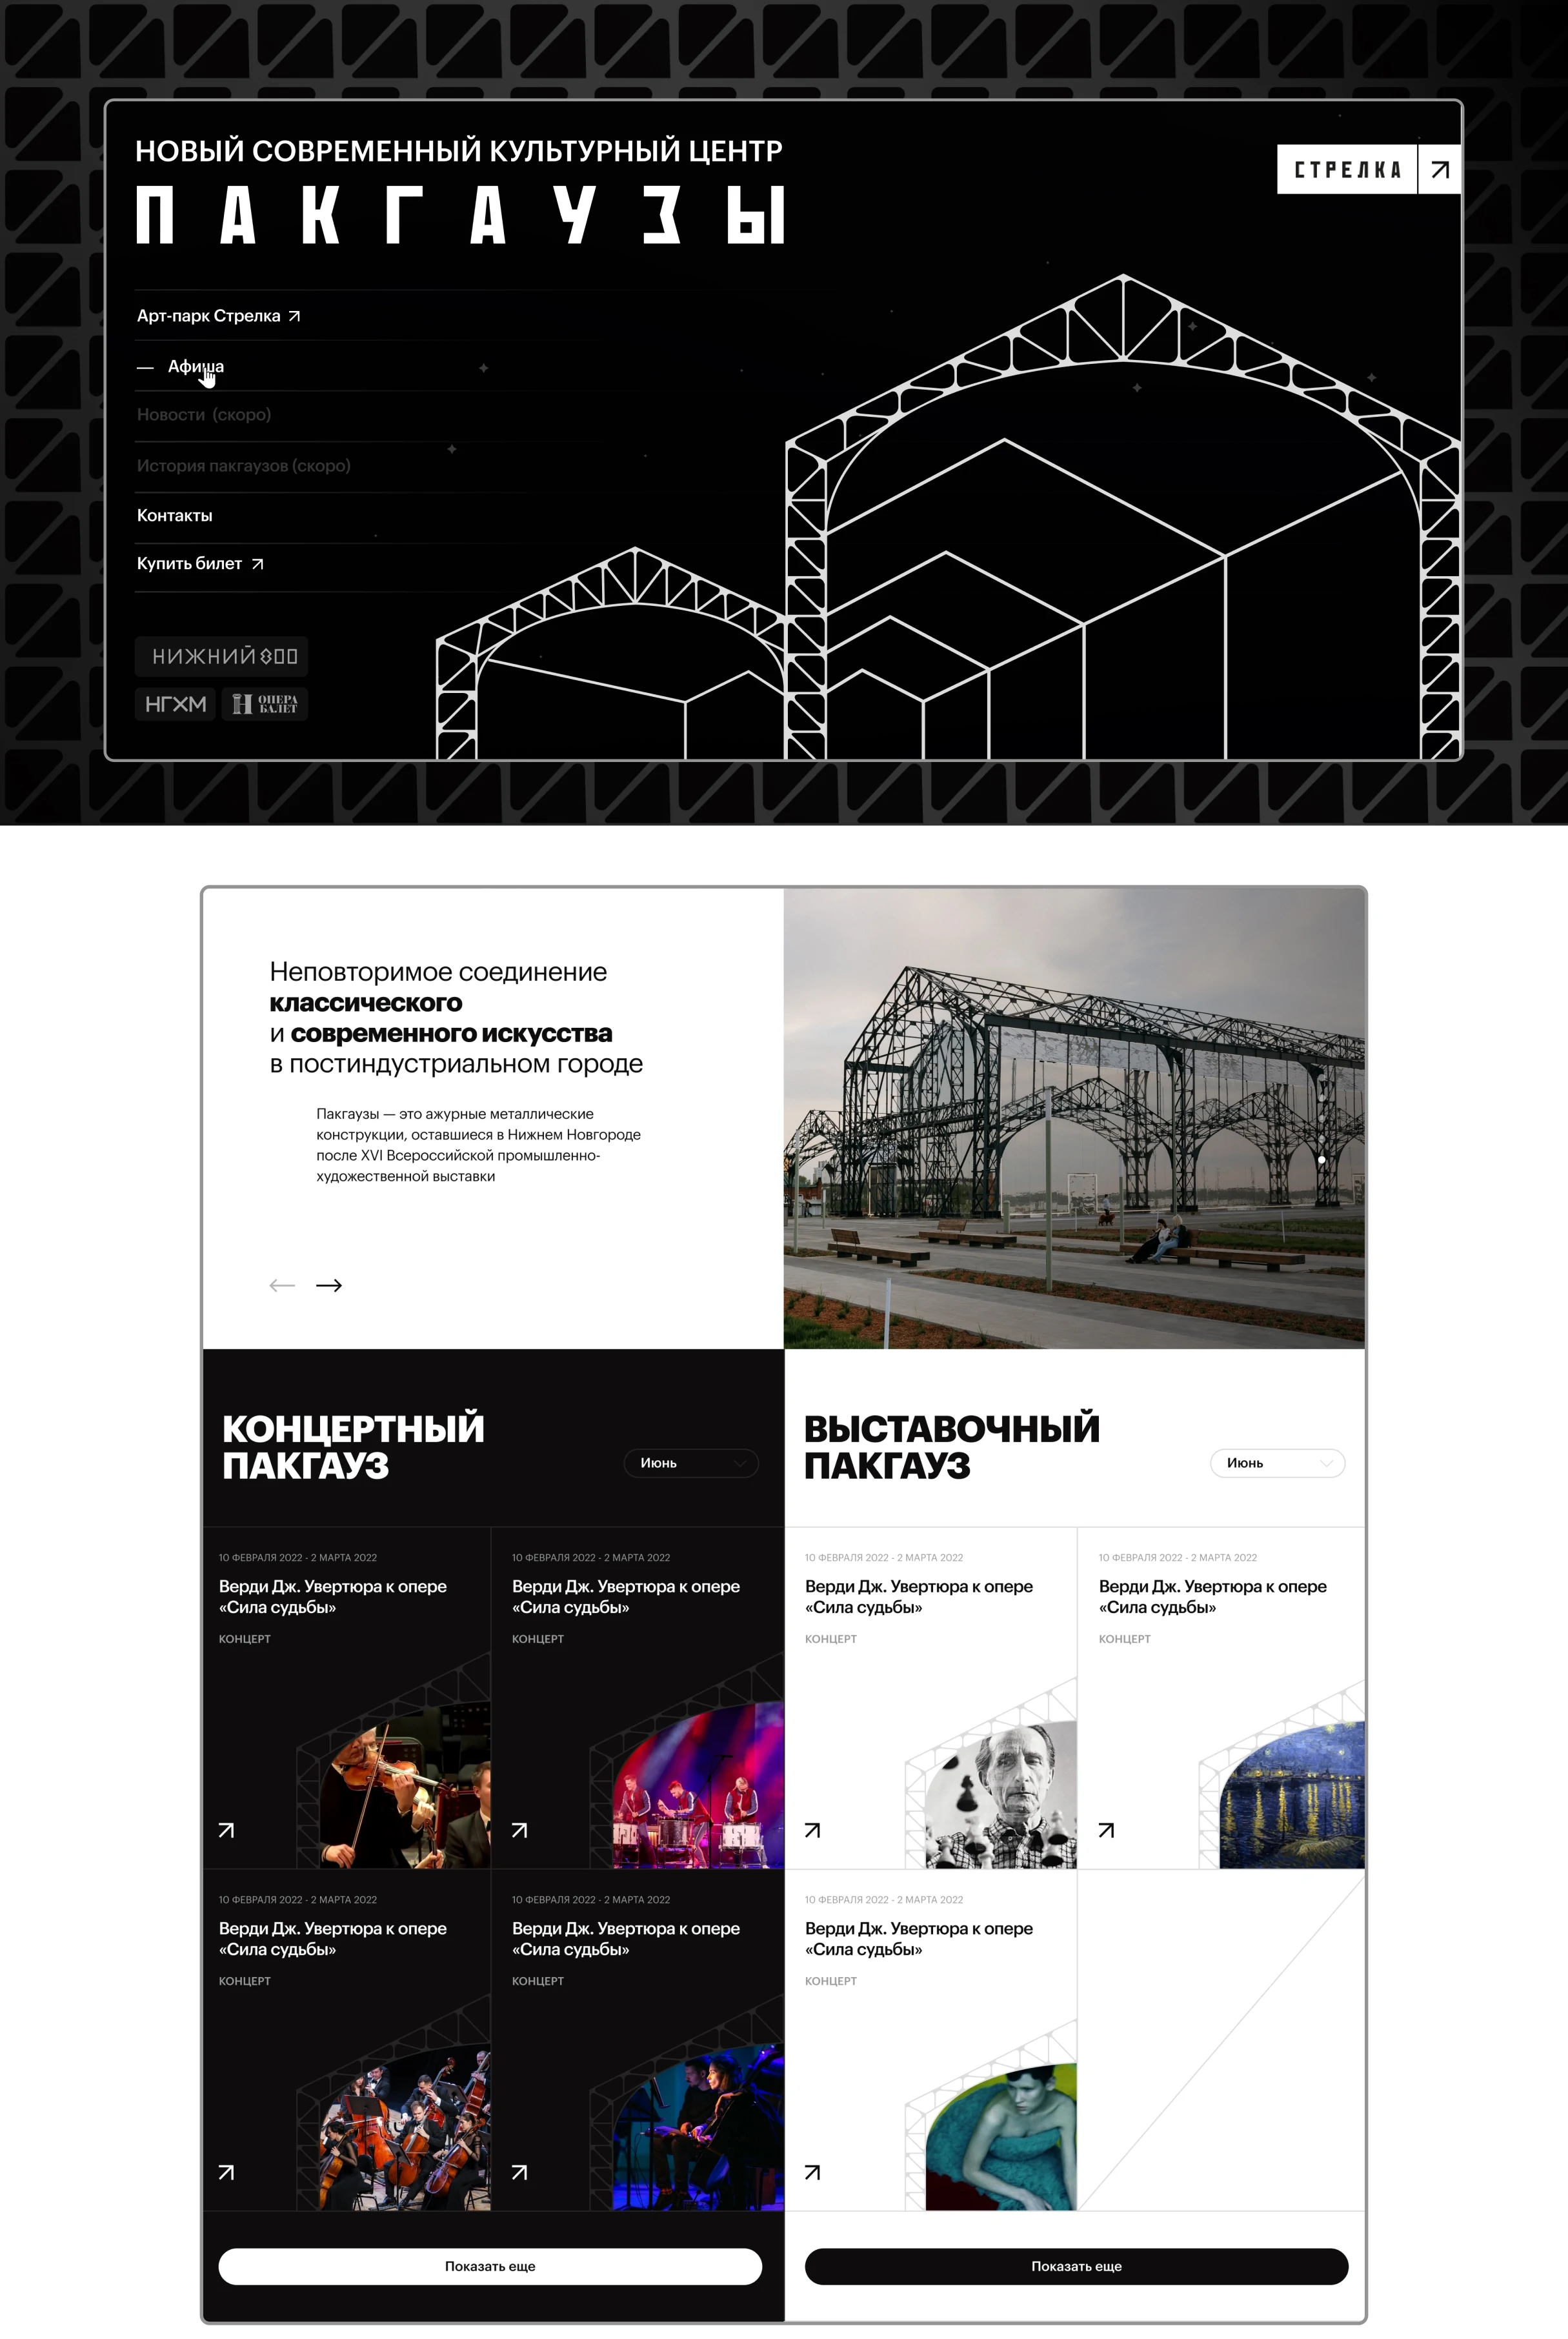 НОВЫЙ СОВРЕМЕННЫЙ КУЛЬТУРНЫЙ ЦЕНТР
ПАКГАУЗЫ
СТРЕЛКА
Арт-парк Стрелка
— Афиша
Новости (скоро)
История пакгаузов (скоро)
Контакты
Купить билет
НИЖНИЙ 800
НГХМ
ОПЕРА
БАЛЕТ
Неповторимое соединение
классического
и современного искусства
в постиндустриальном городе
Пакгаузы — это ажурные металлические
конструкции, оставшиеся в Нижнем Новгороде
после XVI Всероссийской промышленно-
художественной выставки
КОНЦЕРТНЫЙ
ПАКГАУЗ
Июнь
ВЫСТАВОЧНЫЙ
ПАКГАУЗ
Июнь
10 ФЕВРАЛЯ 2022 - 2 МАРТА 2022
Верди Дж. Увертюра к опере
«Сила судьбы»
КОНЦЕРТ
10 ФЕВРАЛЯ 2022 - 2 МАРТА 2022
Верди Дж. Увертюра к опере
«Сила судьбы»
КОНЦЕРТ
10 ФЕВРАЛЯ 2022 - 2 МАРТА 2022
Верди Дж. Увертюра к опере
«Сила судьбы»
КОНЦЕРТ
10 ФЕВРАЛЯ 2022 - 2 МАРТА 2022
Верди Дж. Увертюра к опере
«Сила судьбы»
КОНЦЕРТ
10 ФЕВРАЛЯ 2022 - 2 МАРТА 2022
Верди Дж. Увертюра к опере
«Сила судьбы»
КОНЦЕРТ
10 ФЕВРАЛЯ 2022 - 2 МАРТА 2022
Верди Дж. Увертюра к опере
«Сила судьбы»
КОНЦЕРТ
10 ФЕВРАЛЯ 2022 - 2 МАРТА 2022
Верди Дж. Увертюра к опере
«Сила судьбы»
КОНЦЕРТ
Показать еще
Показать еще